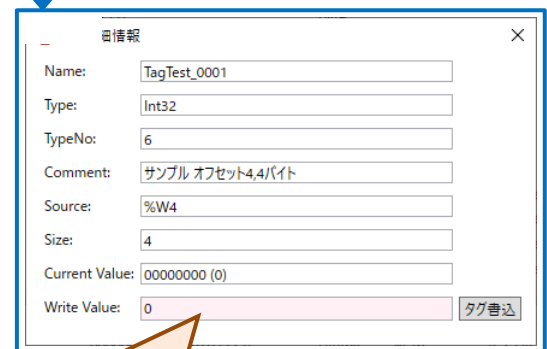 細情報
Name: TagTest_0001
Type: Int32
TypeNo: 6
Comment: サンプル オフセット4,4バイト
Source: %W4
Size: 4
Current Value: 00000000 (0)
Write Value: 0 タグ書込